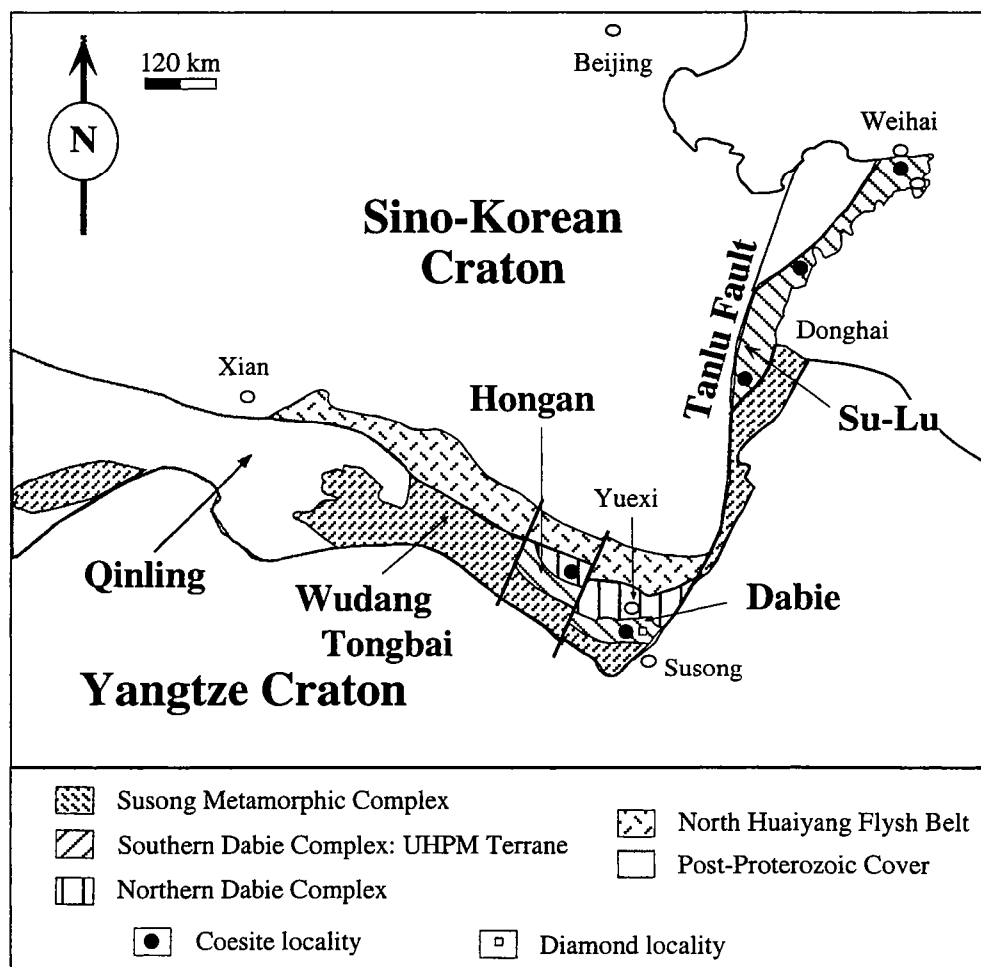 120 km
Beijing
N
Weihai
Sino-Korean
Craton
Tanlu Fault
Donghai
Xian
Hongan
Su-Lu
Yuexi
Qinling
Wudang
Tongbai
Dabie
Susong
Yangtze Craton
Susong Metamorphic Complex
Southern Dabie Complex: UHPM Terrane
Northern Dabie Complex
North Huaiyang Flysh Belt
Post-Proterozoic Cover
Coesite locality
Diamond locality